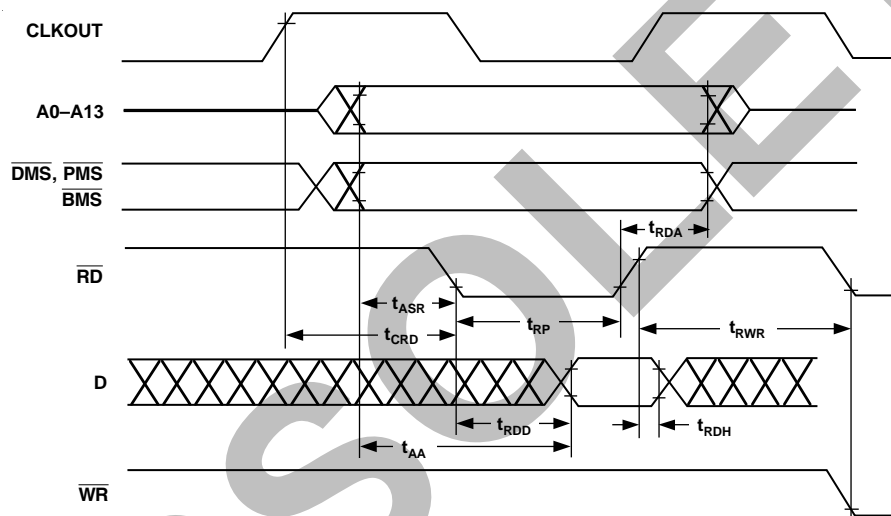 CLKOUT
A0–A13
DMS, PMS
BMS
tRDA
RD
tASR
tCRD
tRP
tRWR
D
tRDD
tRDH
tAA
WR
SOLE